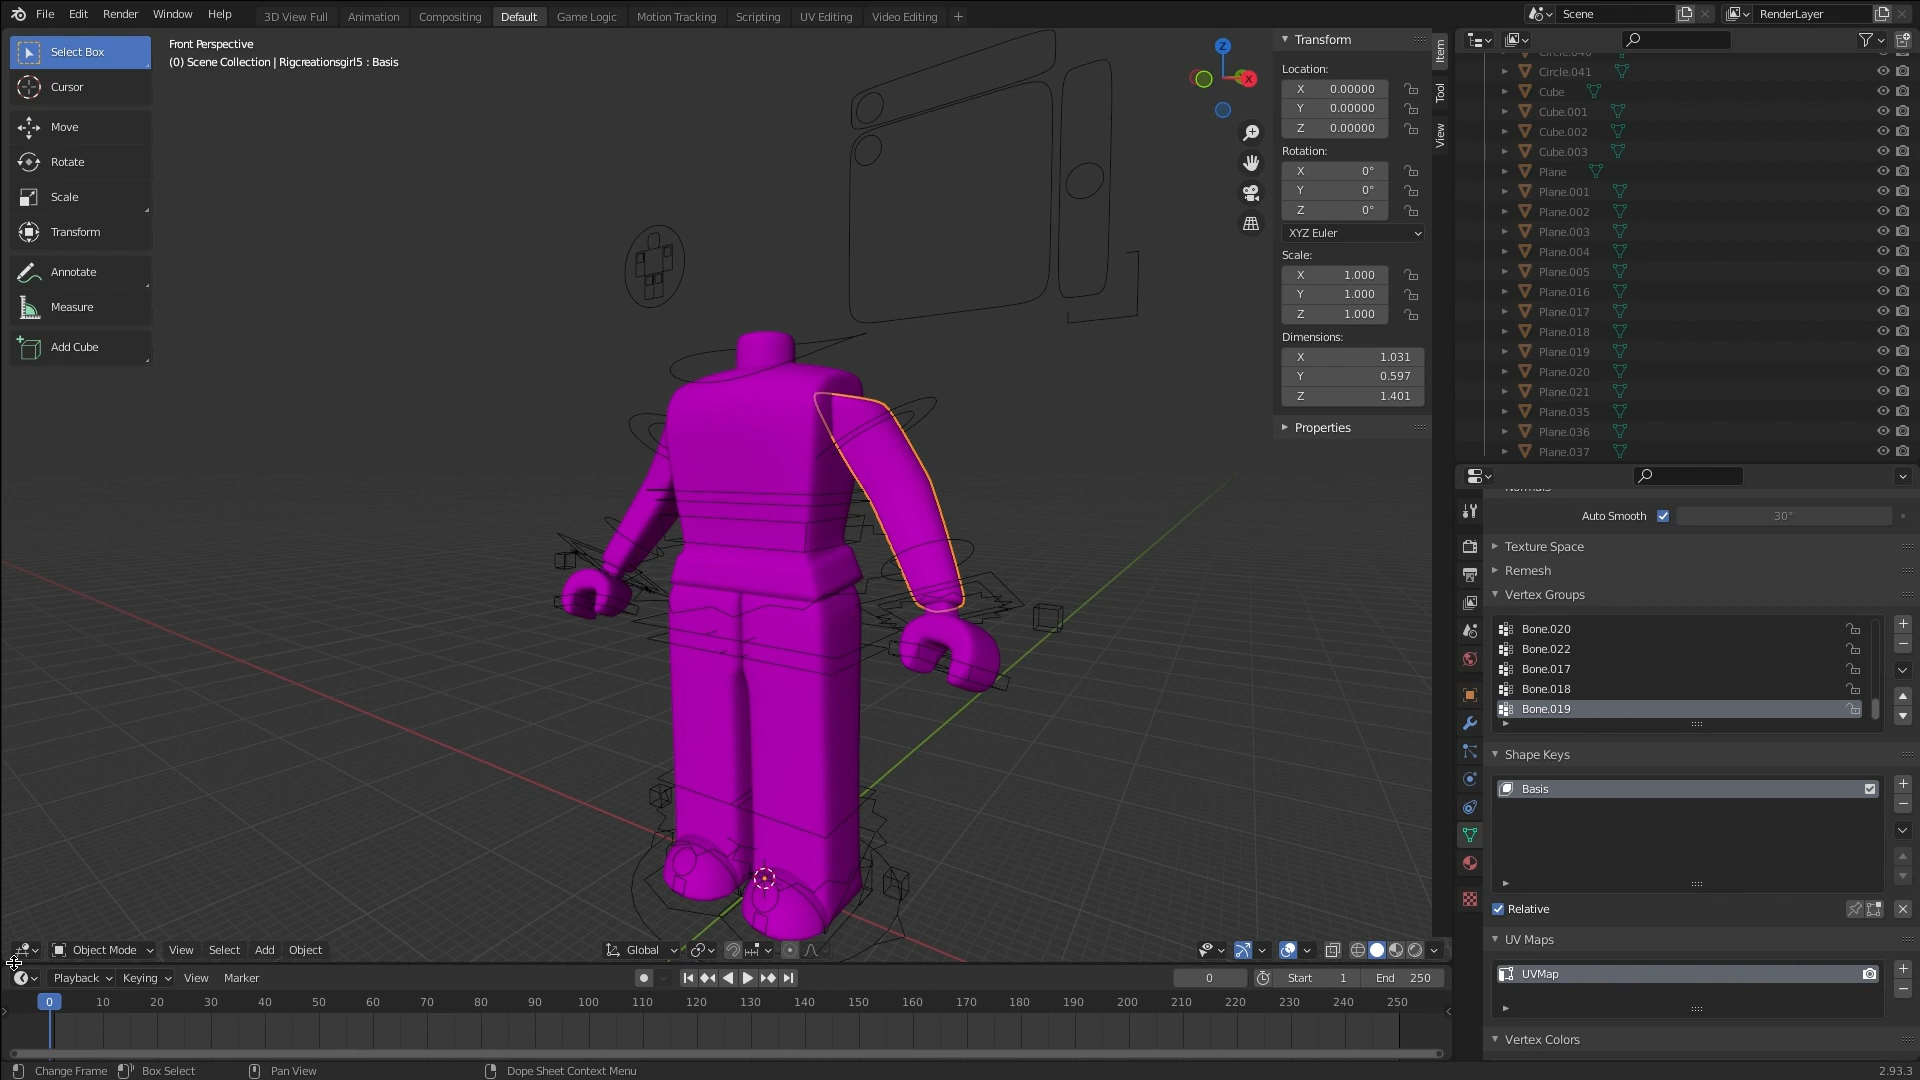 File Edit Render Window Help
3D View Full Animation Compositing Default Game Logic Motion Tracking Scripting UV Editing Video Editing
Scene
RenderLayer
Select Box
Cursor
Move
Rotate
Scale
Transform
Annotate
Measure
Add Cube
Front Perspective
(0) Scene Collection | Rigcreationsgirl5 : Basis
Z
X
Transform
Location:
X 0.00000
Y 0.00000
Z 0.00000
Rotation:
X 0°
Y 0°
Z 0°
XYZ Euler
Scale:
X 1.000
Y 1.000
Z 1.000
Dimensions:
X 1.031
Y 0.597
Z 1.401
Properties
Item
Tool
View
Circle.040
Circle.041
Cube
Cube.001
Cube.002
Cube.003
Plane
Plane.001
Plane.002
Plane.003
Plane.004
Plane.005
Plane.016
Plane.017
Plane.018
Plane.019
Plane.020
Plane.021
Plane.035
Plane.036
Plane.037
Normals
Auto Smooth 30°
Texture Space
Remesh
Vertex Groups
Bone.020
Bone.022
Bone.017
Bone.018
Bone.019
Shape Keys
Basis
Relative
UV Maps
UVMap
Vertex Colors
Object Mode View Select Add Object
Global
Playback Keying View Marker
0 Start 1 End 250
0 10 20 30 40 50 60 70 80 90 100 110 120 130 140 150 160 170 180 190 200 210 220 230 240 250
Change Frame Box Select Pan View Dope Sheet Context Menu
2.93.3